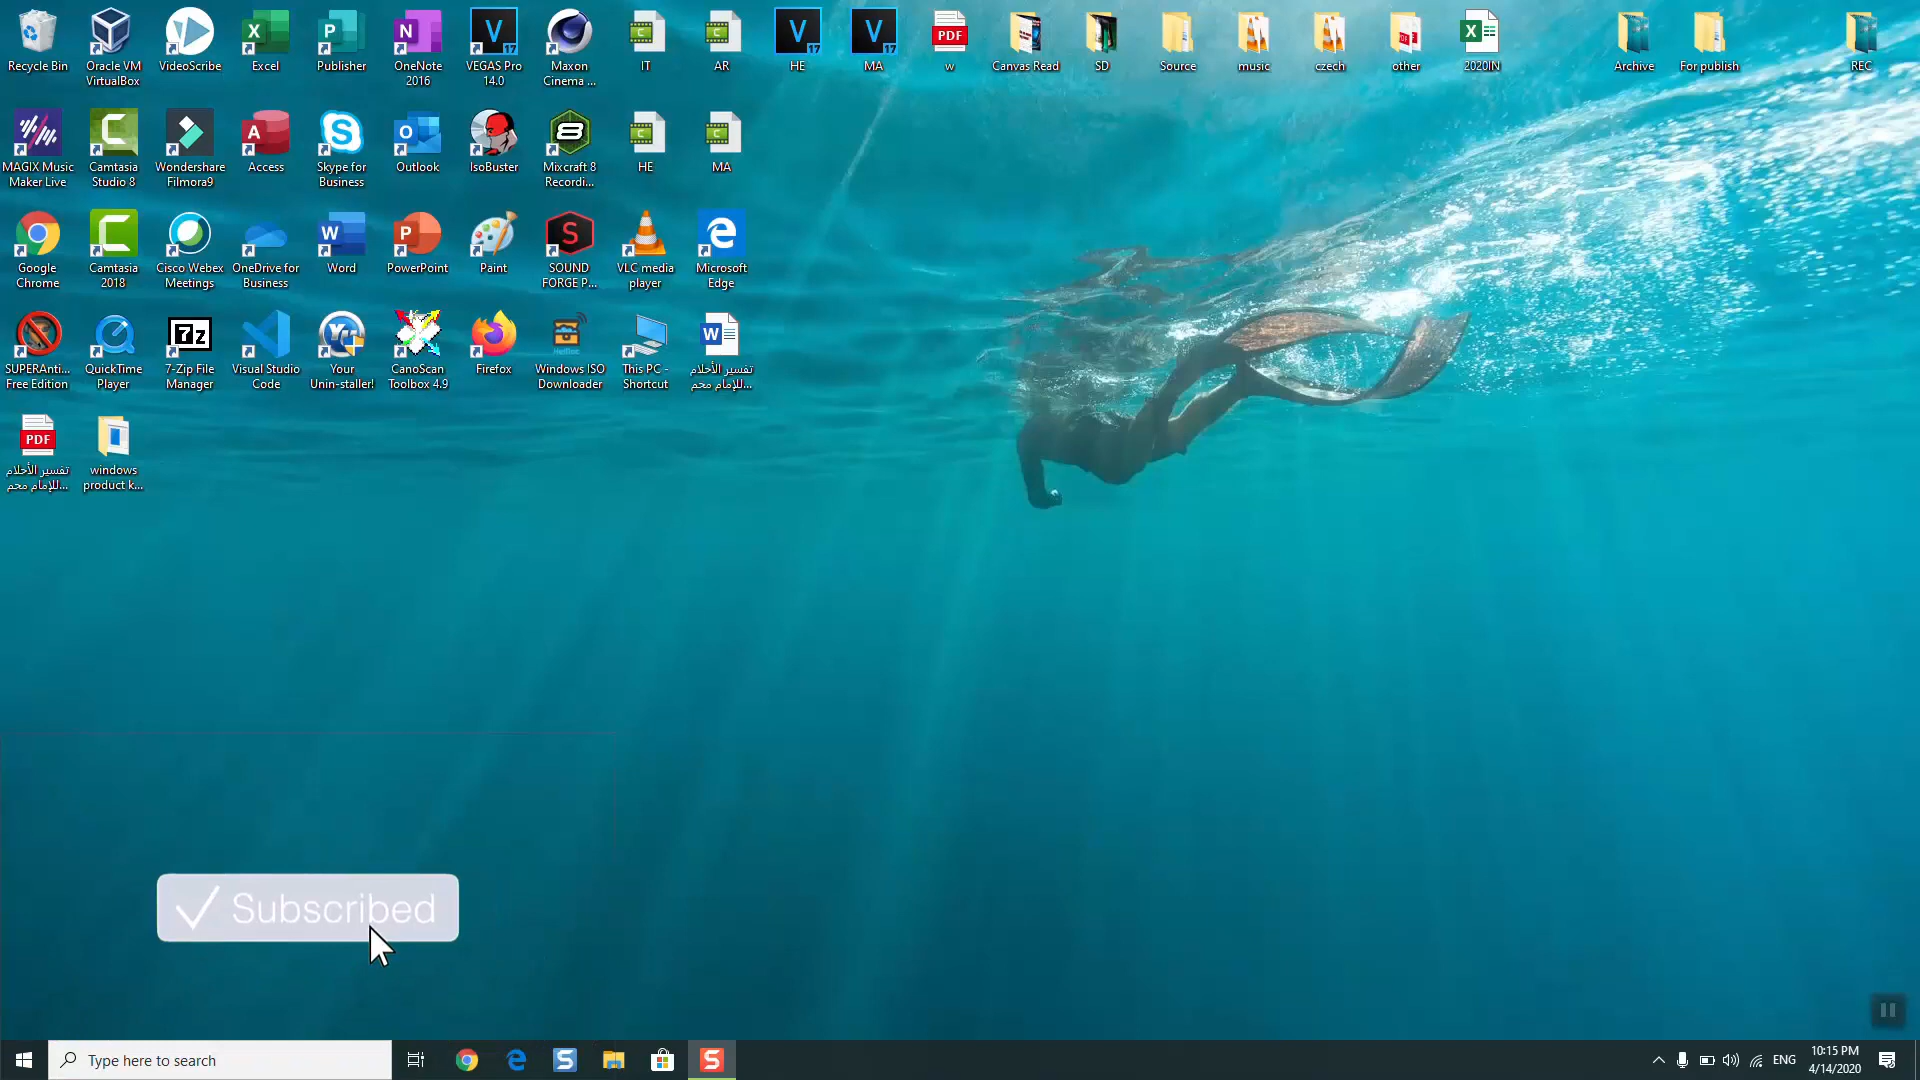 Recycle Bin
Oracle VM
VirtualBox
VideoScribe
Excel
Publisher
OneNote
2016
VEGAS Pro
14.0
Maxon
Cinema ...
IT
AR
HE
MA
w
Canvas Read
SD
Source
music
czech
other
2020IN
Archive
For publish
REC
MAGIX Music
Maker Live
Camtasia
Studio 8
Wondershare
Filmora9
Access
Skype for
Business
Outlook
IsoBuster
Mixcraft 8
Recordi...
HE
MA
Google
Chrome
Camtasia
2018
Cisco Webex
Meetings
OneDrive for
Business
Word
PowerPoint
Paint
SOUND
FORGE P...
VLC media
player
Microsoft
Edge
SUPERAnti...
Free Edition
QuickTime
Player
7-Zip File
Manager
Visual Studio
Code
Your
Unin-staller!
CanoScan
Toolbox 4.9
Firefox
Windows ISO
Downloader
This PC -
Shortcut
تفسير الأحلام
للإمام محم...
PDF
تفسير الأحلام
للإمام محم...
windows
product k...
Subscribed
Type here to search
ENG
10:15 PM
4/14/2020